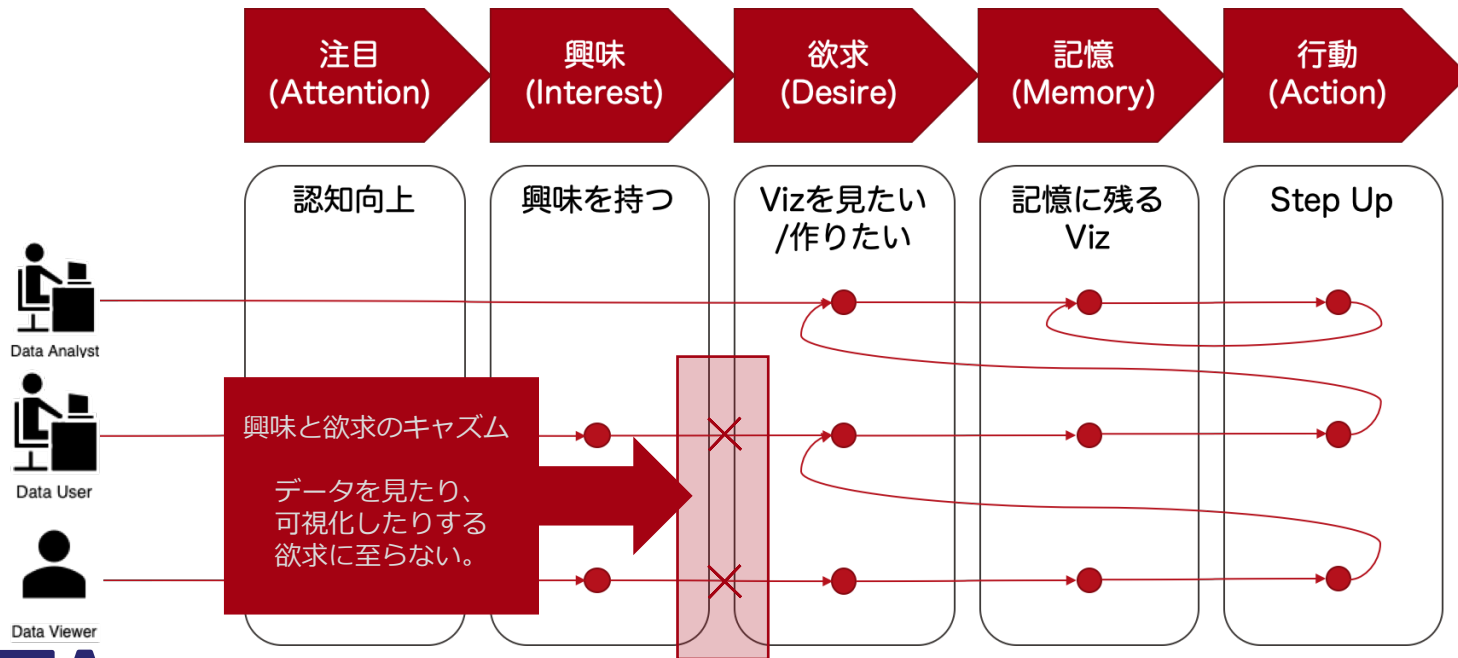 注目
(Attention)
興味
(Interest)
欲求
(Desire)
記憶
(Memory)
行動
(Action)
認知向上
興味を持つ
Vizを見たい
/作りたい
記憶に残る
Viz
Step Up
Data Analyst
Data User
Data Viewer
興味と欲求のキャズム
データを見たり、
可視化したりする
欲求に至らない。